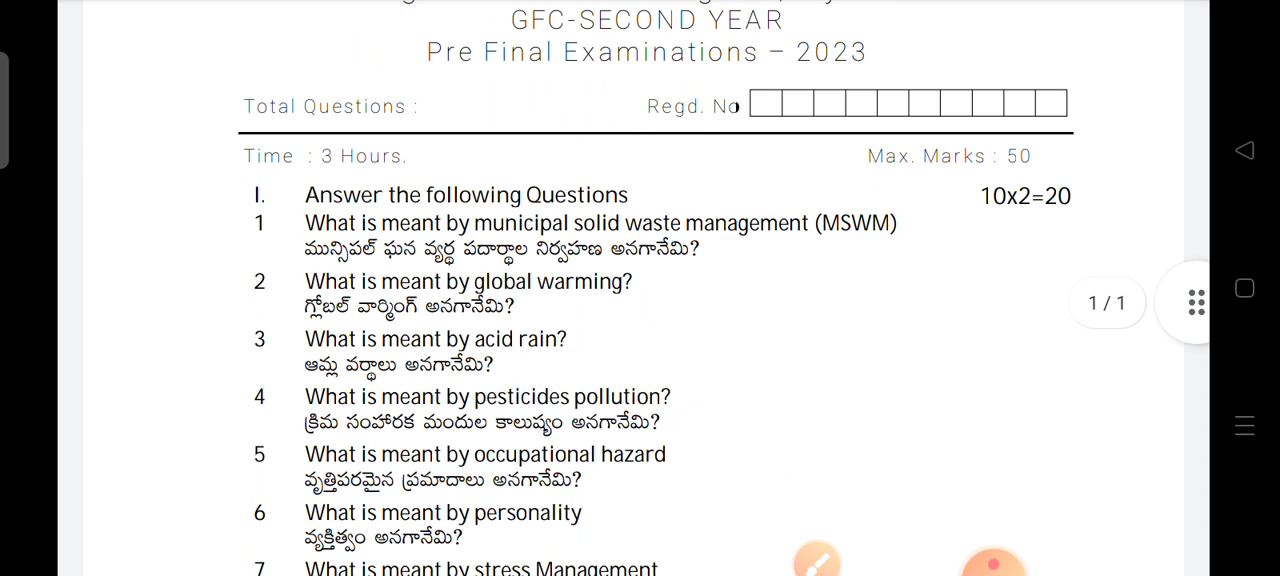 GFC-SECOND YEAR
Pre Final Examinations – 2023
Total Questions :
Regd. No
Time : 3 Hours.
Max. Marks : 50
I. Answer the following Questions 10x2=20
1 What is meant by municipal solid waste management (MSWM)
మున్సిపల్ ఘన వ్యర్థ పదార్థాల నిర్వహణ అనగానేమి?
2 What is meant by global warming?
గ్లోబల్ వార్మింగ్ అనగానేమి?
3 What is meant by acid rain?
ఆమ్ల వర్థాలు అనగానేమి?
4 What is meant by pesticides pollution?
క్రిమ సంహారక మందుల కాలుష్యం అనగానేమి?
5 What is meant by occupational hazard
వృత్తిపరమైన ప్రమాదాలు అనగానేమి?
6 What is meant by personality
వ్యక్తిత్వం అనగానేమి?
7 What is meant by stress Management
1 / 1